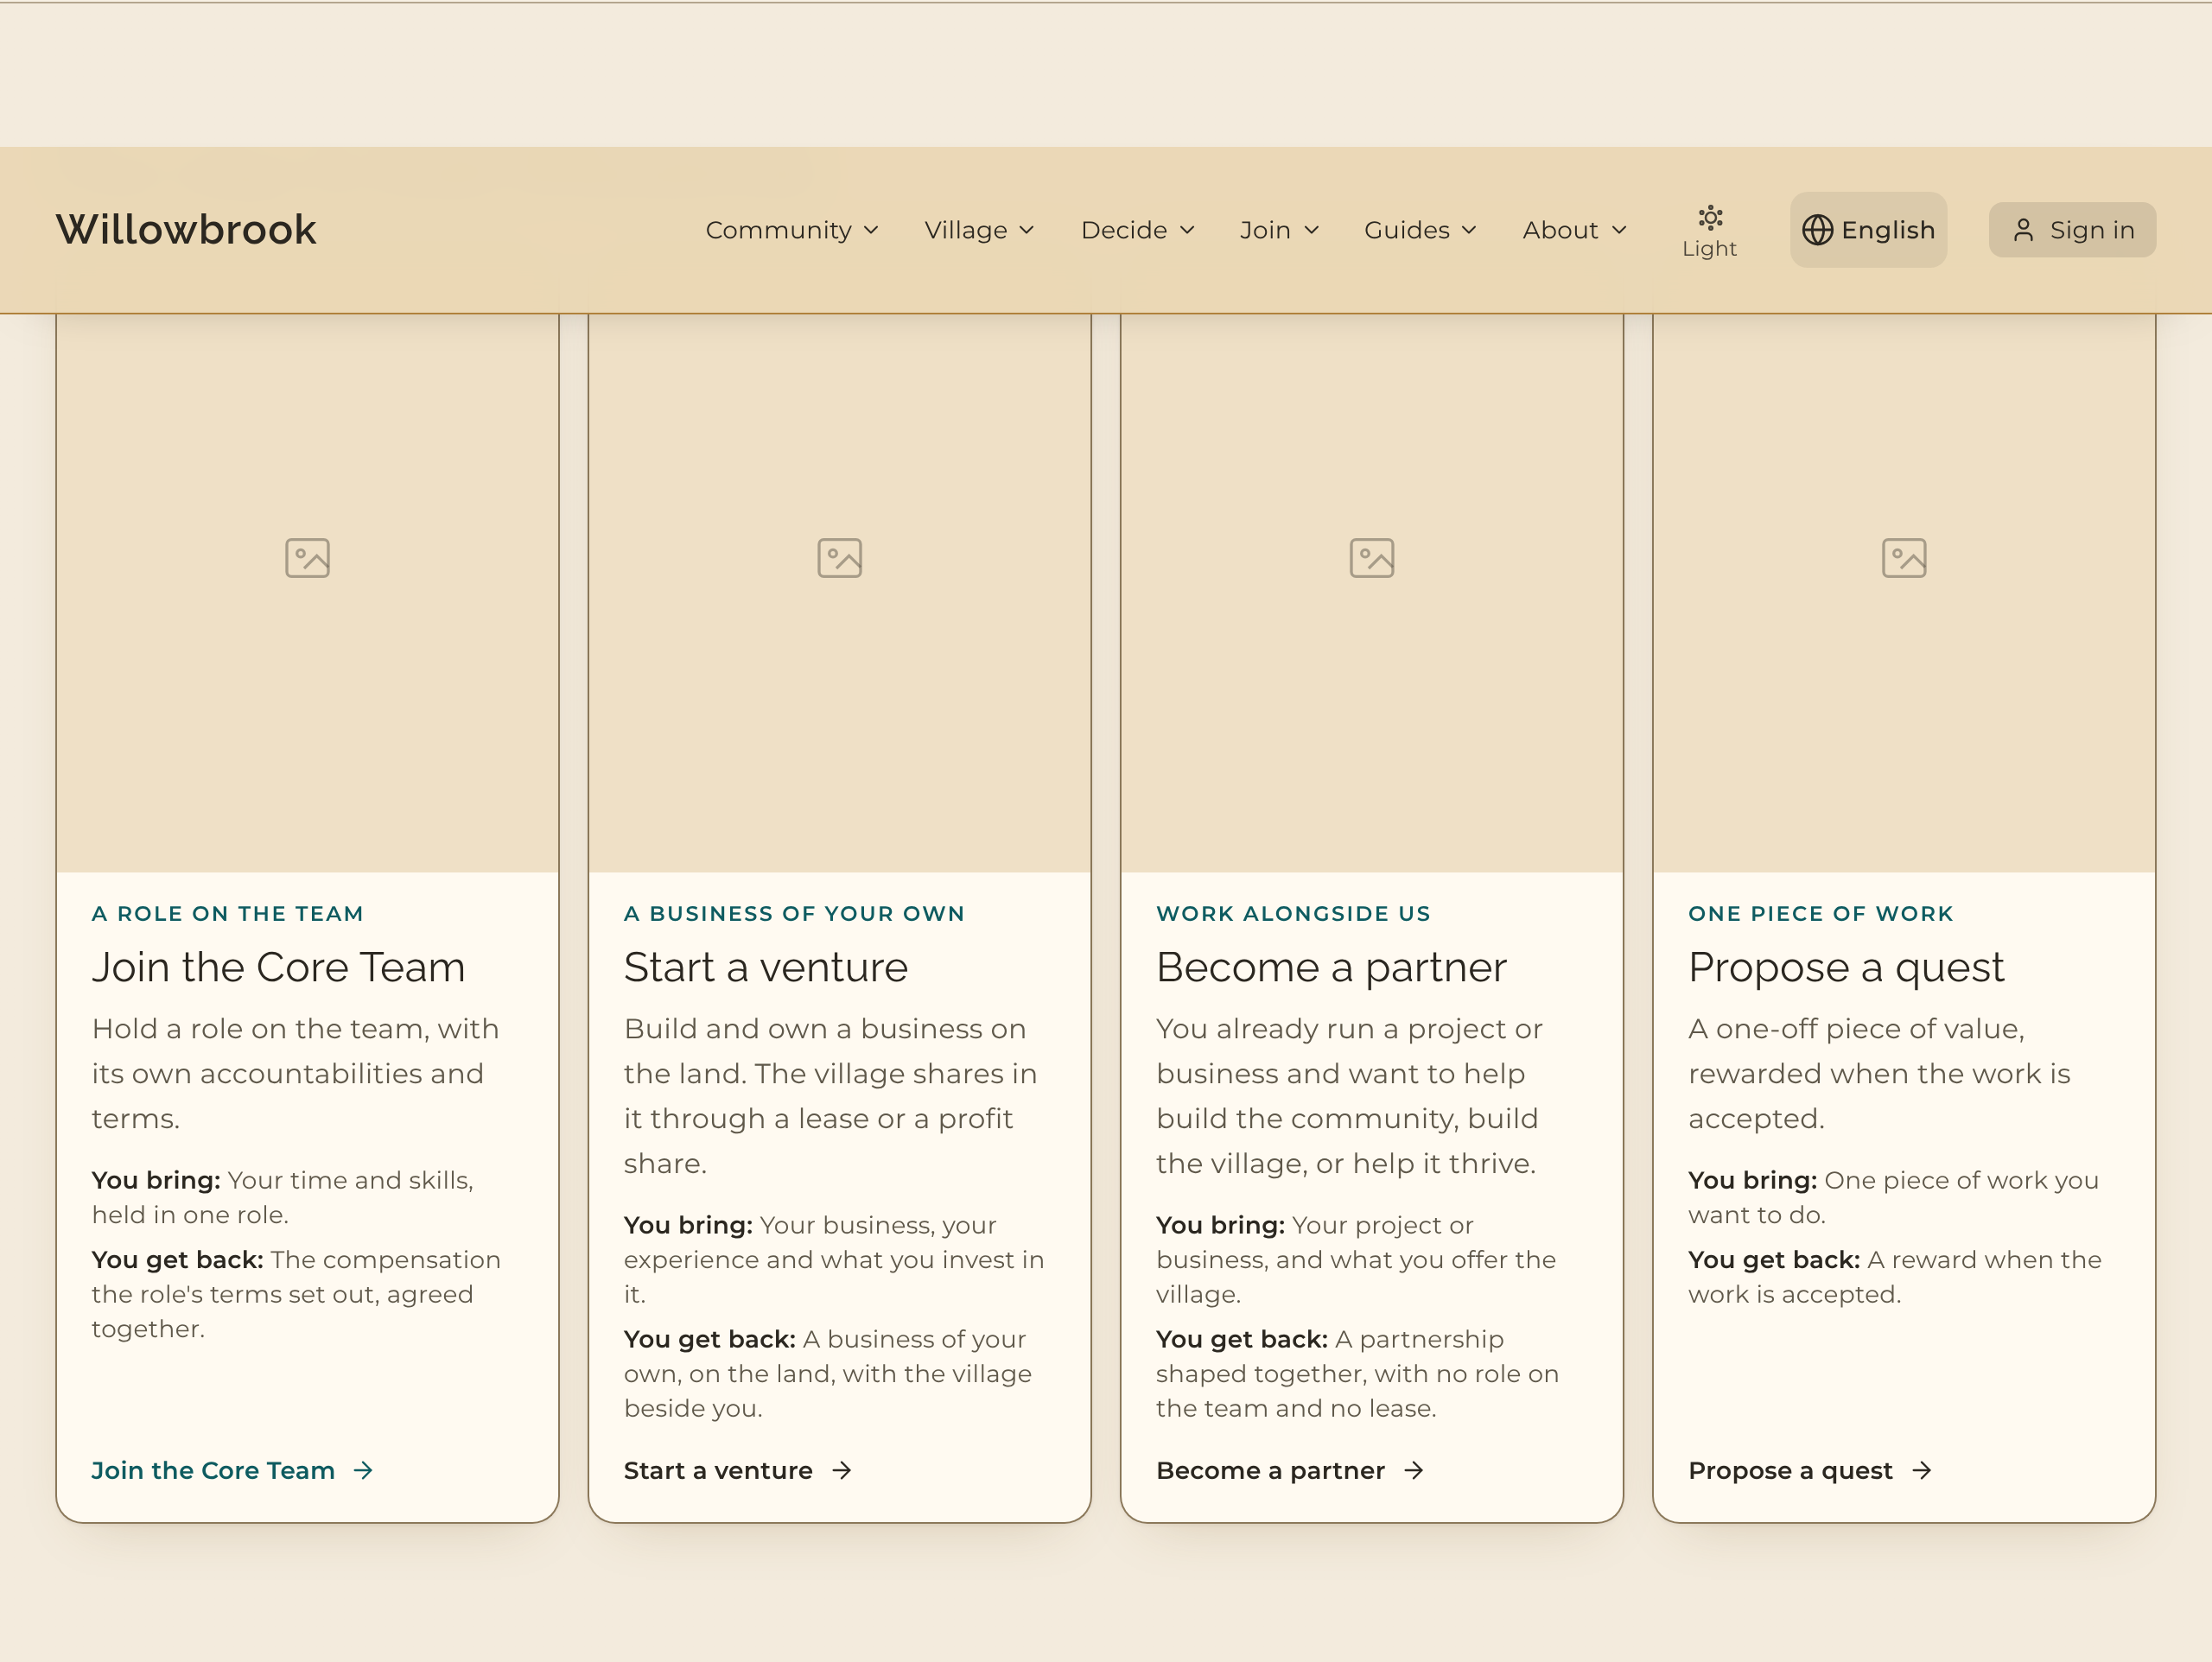 Willowbrook
Community
Village
Decide
Join
Guides
About
Light
English
Sign in
A ROLE ON THE TEAM
Join the Core Team
Hold a role on the team, with
its own accountabilities and
terms.
You bring: Your time and skills,
held in one role.
You get back: The compensation
the role's terms set out, agreed
together.
Join the Core Team
A BUSINESS OF YOUR OWN
Start a venture
Build and own a business on
the land. The village shares in
it through a lease or a profit
share.
You bring: Your business, your
experience and what you invest in
it.
You get back: A business of your
own, on the land, with the village
beside you.
Start a venture
WORK ALONGSIDE US
Become a partner
You already run a project or
business and want to help
build the community, build
the village, or help it thrive.
You bring: Your project or
business, and what you offer the
village.
You get back: A partnership
shaped together, with no role on
the team and no lease.
Become a partner
ONE PIECE OF WORK
Propose a quest
A one-off piece of value,
rewarded when the work is
accepted.
You bring: One piece of work you
want to do.
You get back: A reward when the
work is accepted.
Propose a quest